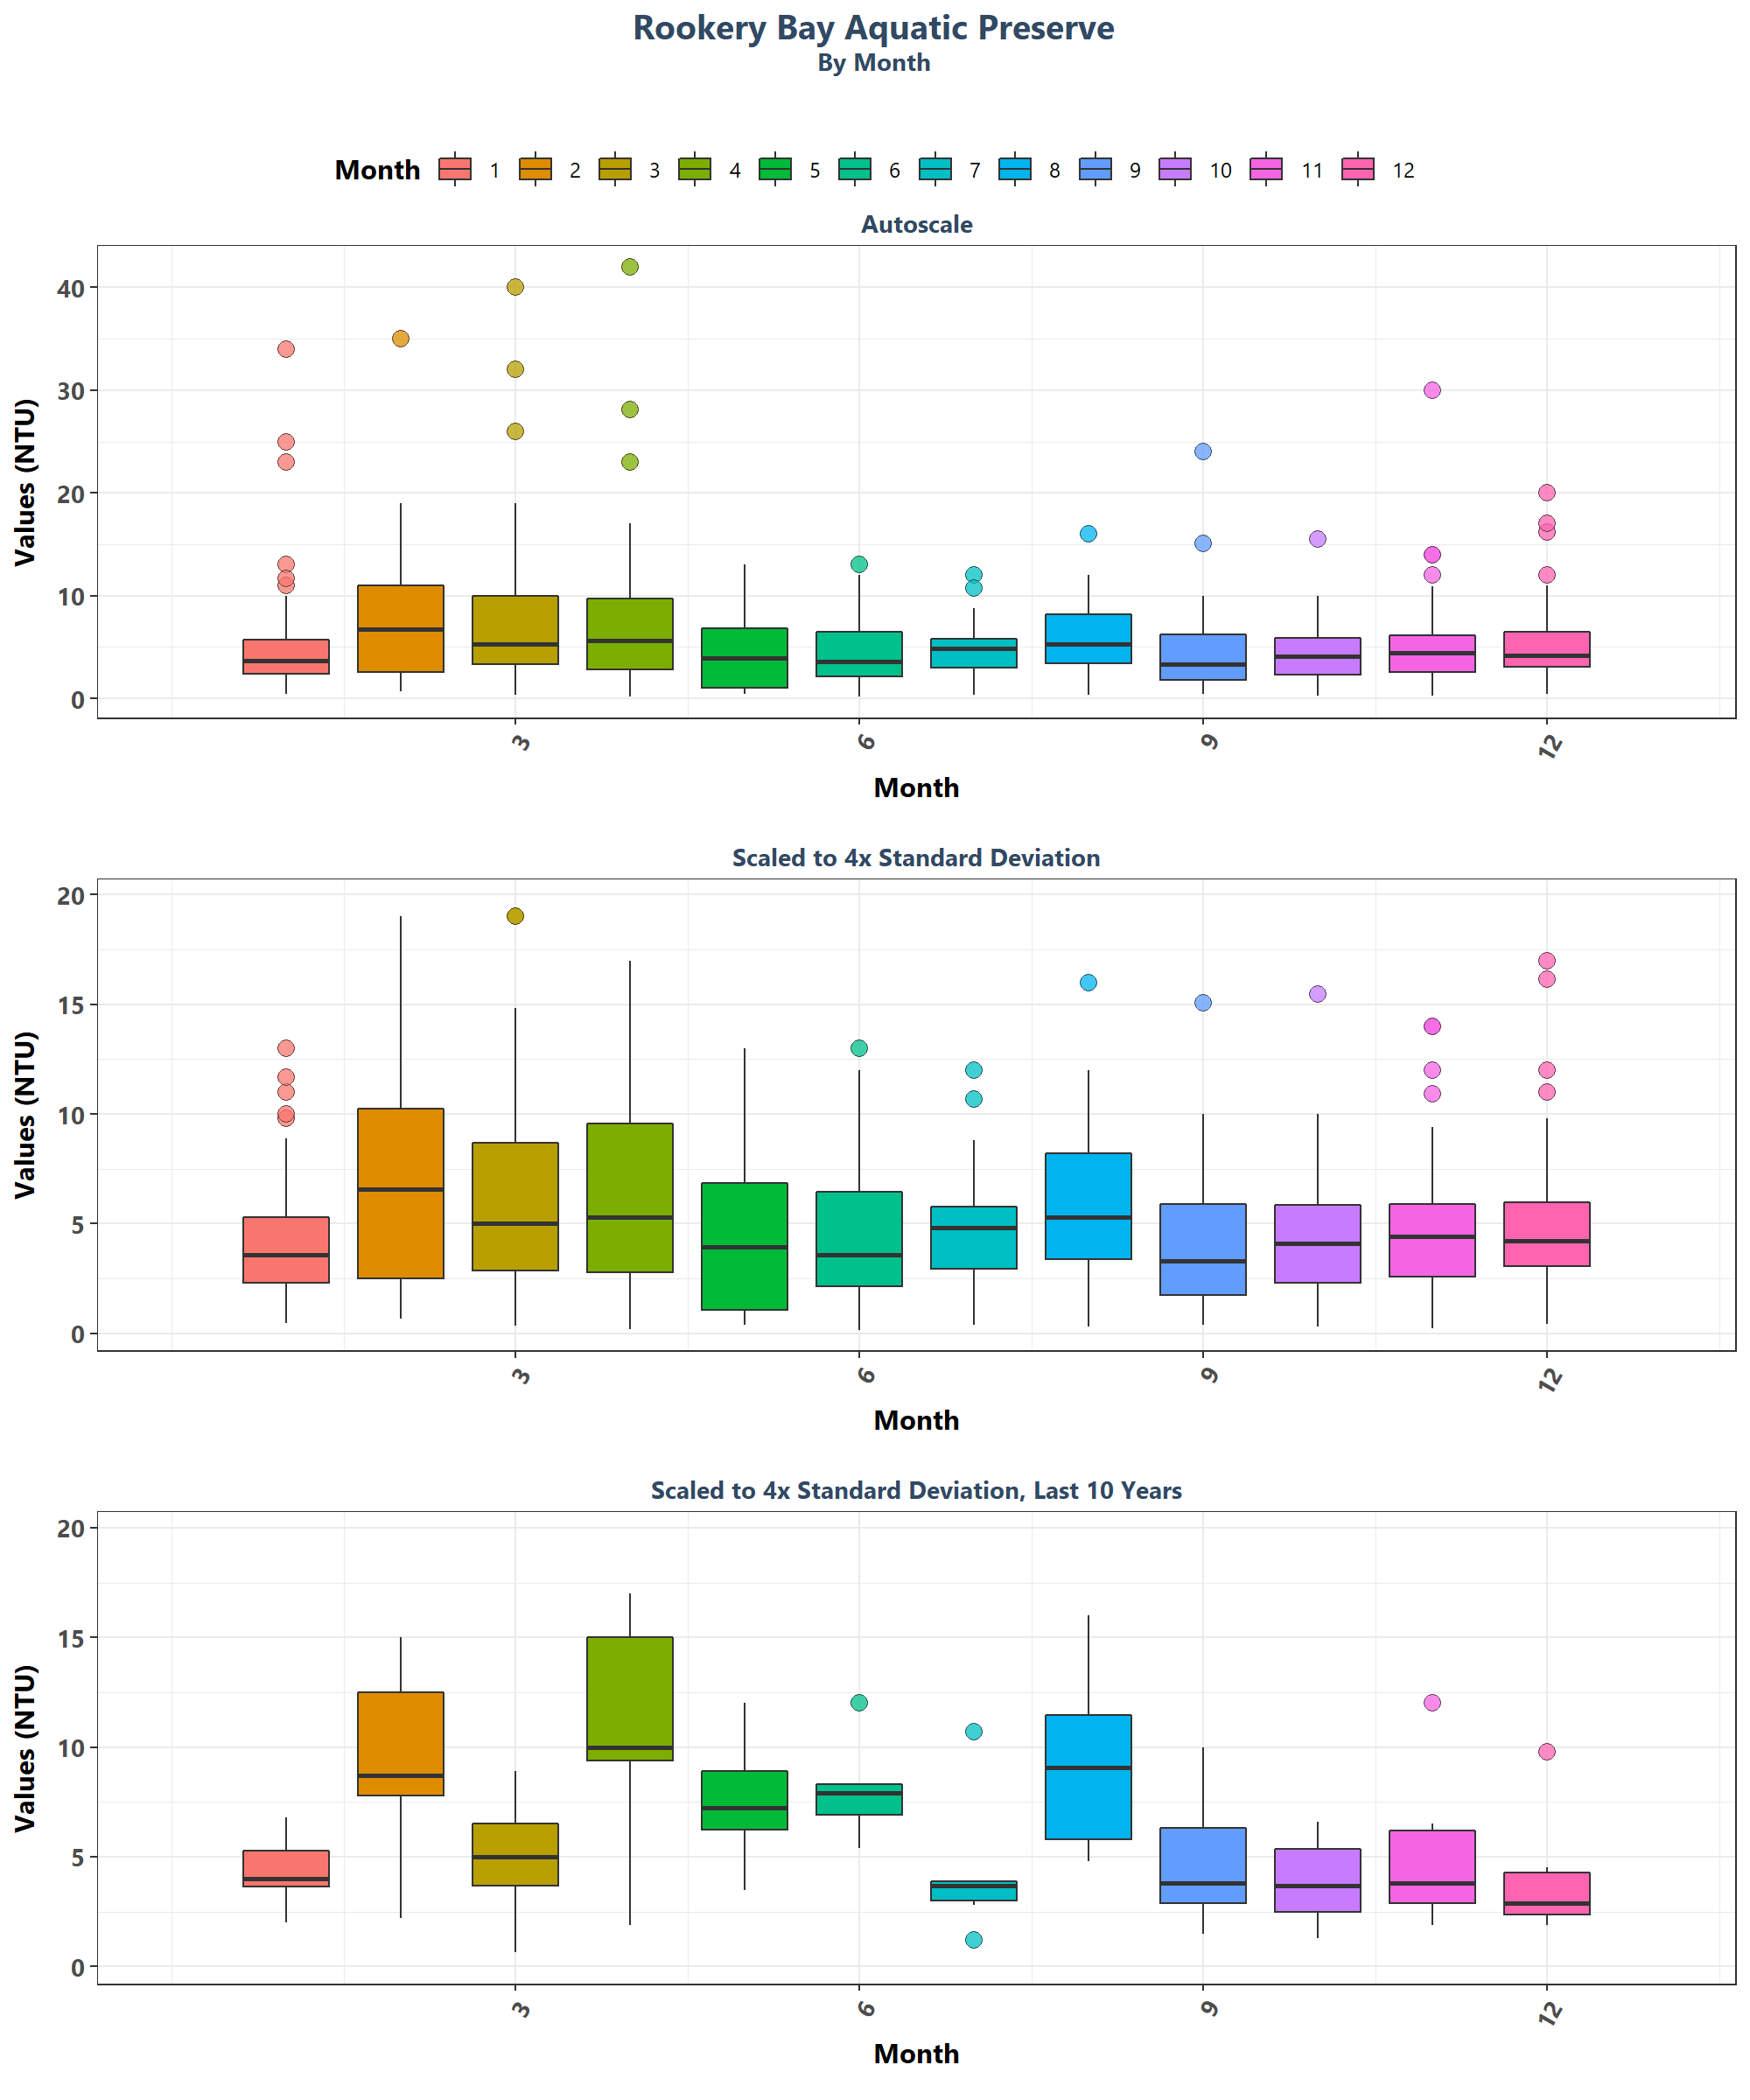 Rookery Bay Aquatic Preserve
By Month
Month 1 2 3 4 5 6 7 8 9 10 11 12
Autoscale
Values (NTU)
40
30
20
10
0
3 6 9 12
Month
Scaled to 4x Standard Deviation
Values (NTU)
20
15
10
5
0
3 6 9 12
Month
Scaled to 4x Standard Deviation, Last 10 Years
Values (NTU)
20
15
10
5
0
3 6 9 12
Month